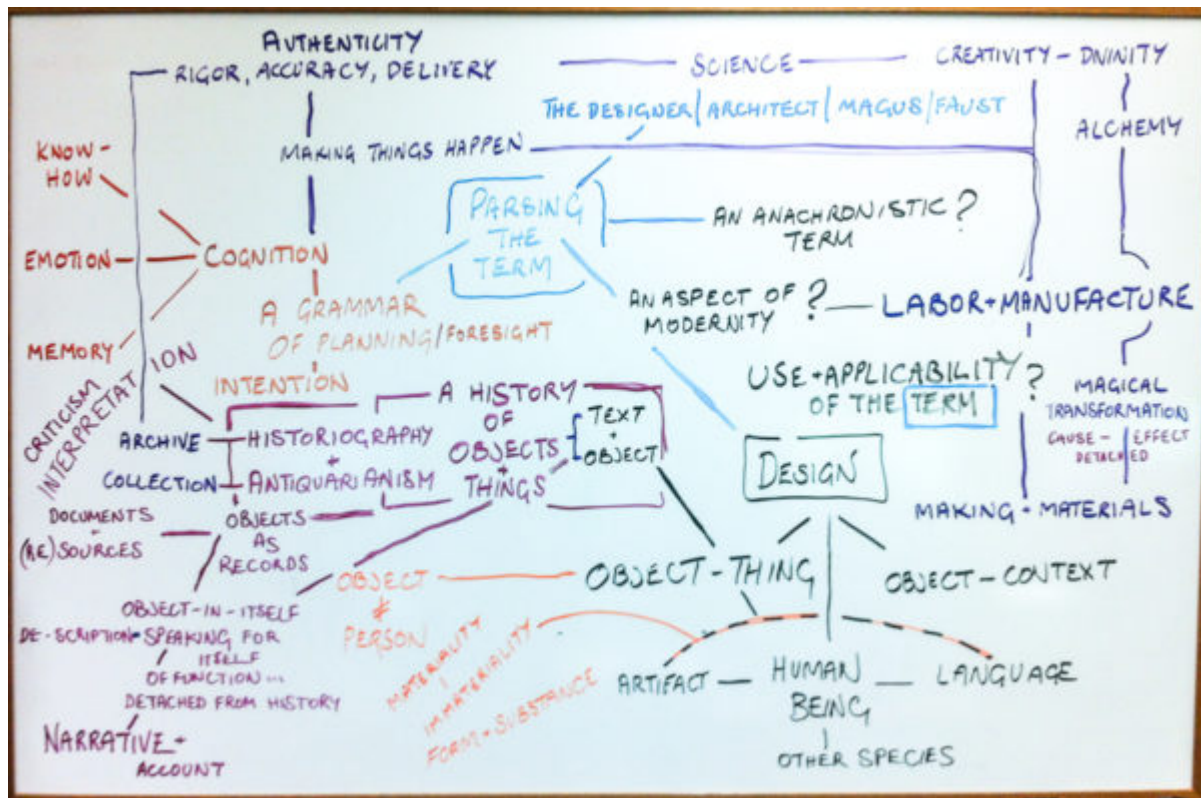 AUTHENTICITY
RIGOR, ACCURACY, DELIVERY
SCIENCE
CREATIVITY - DIVINITY
THE DESIGNER/ARCHITECT/MAGUS/FAUST
ALCHEMY
MAKING THINGS HAPPEN
KNOW-
HOW
PARSING
THE
TERM
AN ANACHRONISTIC ?
TERM
EMOTION
COGNITION
AN ASPECT OF ?
MODERNITY
LABOR + MANUFACTURE
A GRAMMAR
OF PLANNING/FORESIGHT
MEMORY
INTENTION
CRITICISM
INTERPRETATION
USE + APPLICABILITY ?
OF THE TERM
MAGICAL
TRANSFORMATION
CAUSE - EFFECT
DETACHED
A HISTORY
OF
OBJECTS
+
THINGS
TEXT
+
OBJECT
ARCHIVE
HISTORIOGRAPHY
+
COLLECTION
ANTIQUARIANISM
DESIGN
MAKING + MATERIALS
DOCUMENTS
+
(RE)SOURCES
OBJECTS
AS
RECORDS
OBJECT
≠
PERSON
OBJECT - THING
OBJECT - CONTEXT
OBJECT-IN-ITSELF
DE-SCRIPTION - SPEAKING FOR
ITSELF
OF FUNCTION ...
DETACHED FROM HISTORY
NARRATIVE +
ACCOUNT
MATERIALITY
IMMATERIALITY
FORM + SUBSTANCE
ARTIFACT
HUMAN
BEING
LANGUAGE
OTHER SPECIES